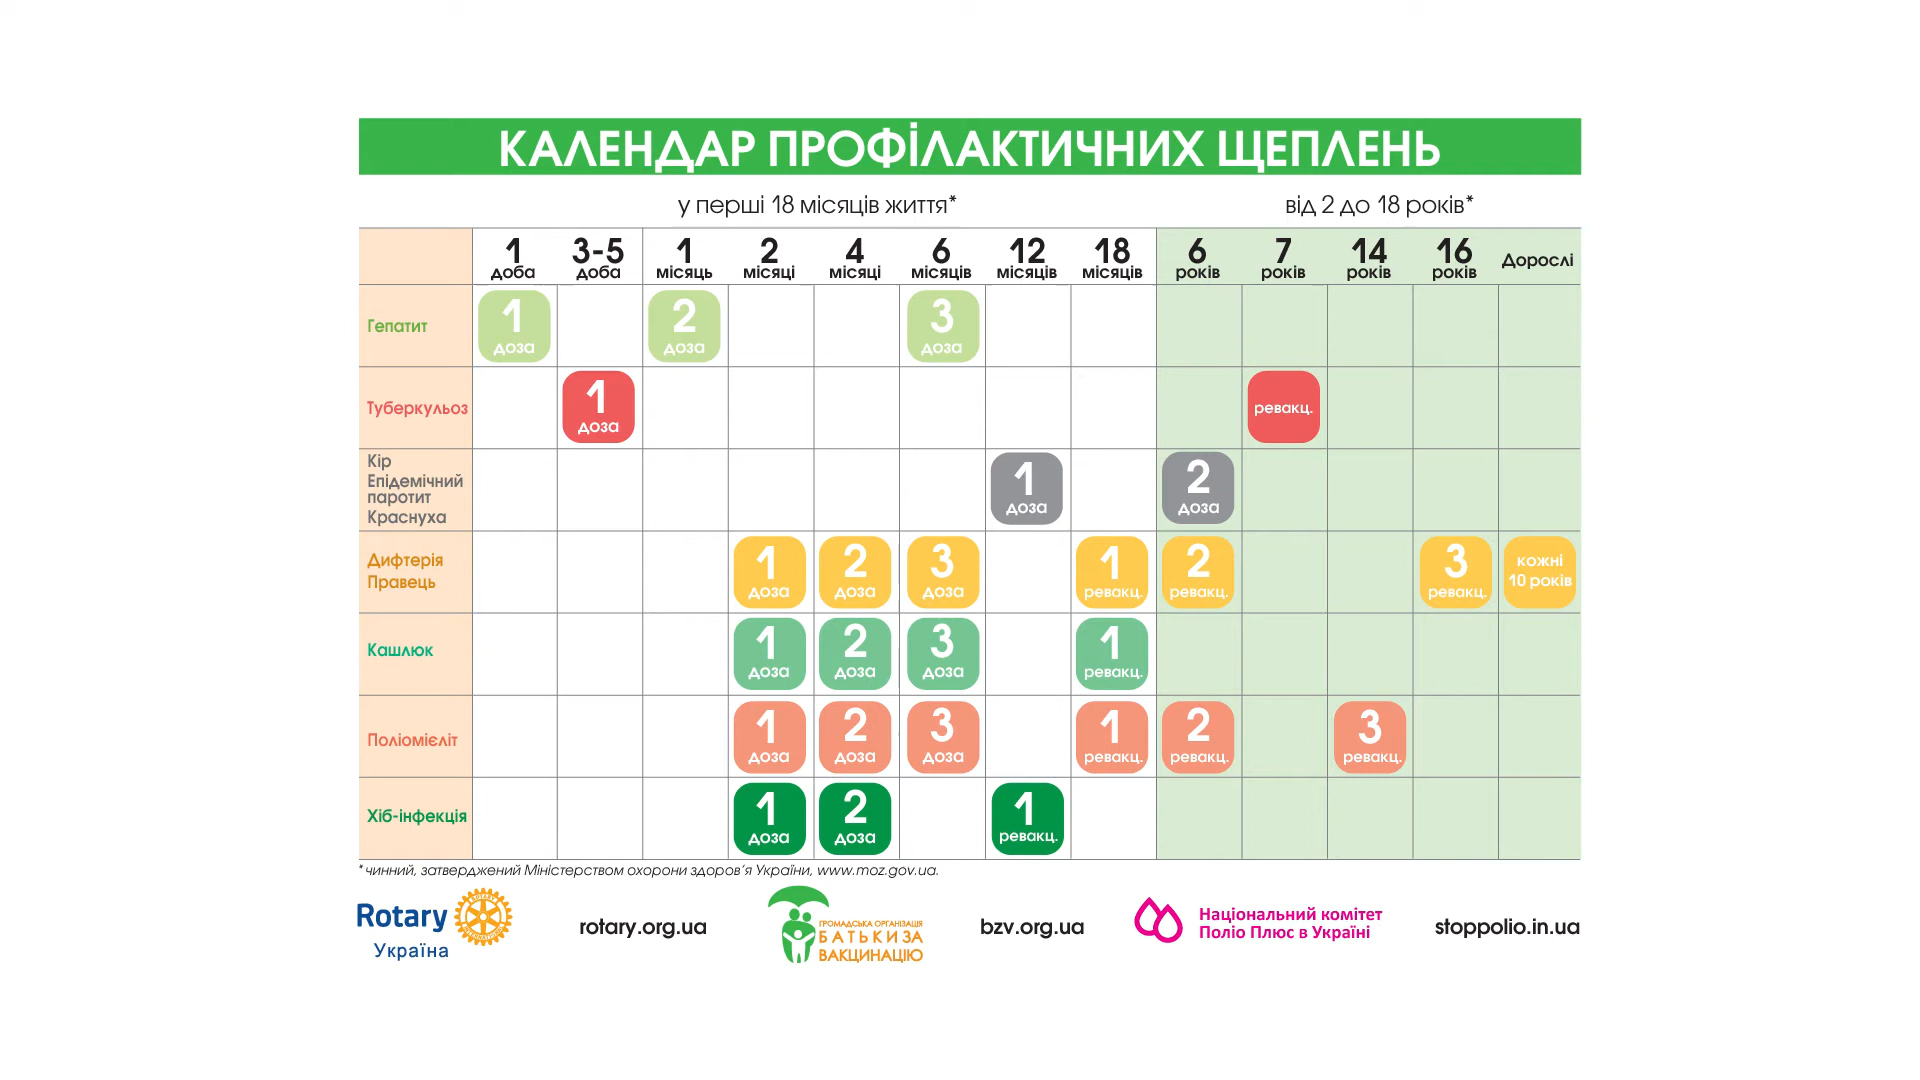 КАЛЕНДАР ПРОФІЛАКТИЧНИХ ЩЕПЛЕНЬ
у перші 18 місяців життя*
від 2 до 18 років*
1 доба
3-5 доба
1 місяць
2 місяці
4 місяці
6 місяців
12 місяців
18 місяців
6 років
7 років
14 років
16 років
Дорослі
Гепатит
1 доза
2 доза
3 доза
Туберкульоз
1 доза
ревакц.
Кір
Епідемічний
паротит
Краснуха
1 доза
2 доза
Дифтерія
Правець
1 доза
2 доза
3 доза
1 ревакц.
2 ревакц.
3 ревакц.
кожні
10 років
Кашлюк
1 доза
2 доза
3 доза
1 ревакц.
Поліомієліт
1 доза
2 доза
3 доза
1 ревакц.
2 ревакц.
3 ревакц.
Хіб-інфекція
1 доза
2 доза
1 ревакц.
*чинний, затверджений Міністерством охорони здоров’я України, www.moz.gov.ua.
Rotary
Україна
rotary.org.ua
ГРОМАДСЬКА ОРГАНІЗАЦІЯ
БАТЬКИ ЗА
ВАКЦИНАЦІЮ
bzv.org.ua
Національний комітет
Поліо Плюс в Україні
stoppolio.in.ua